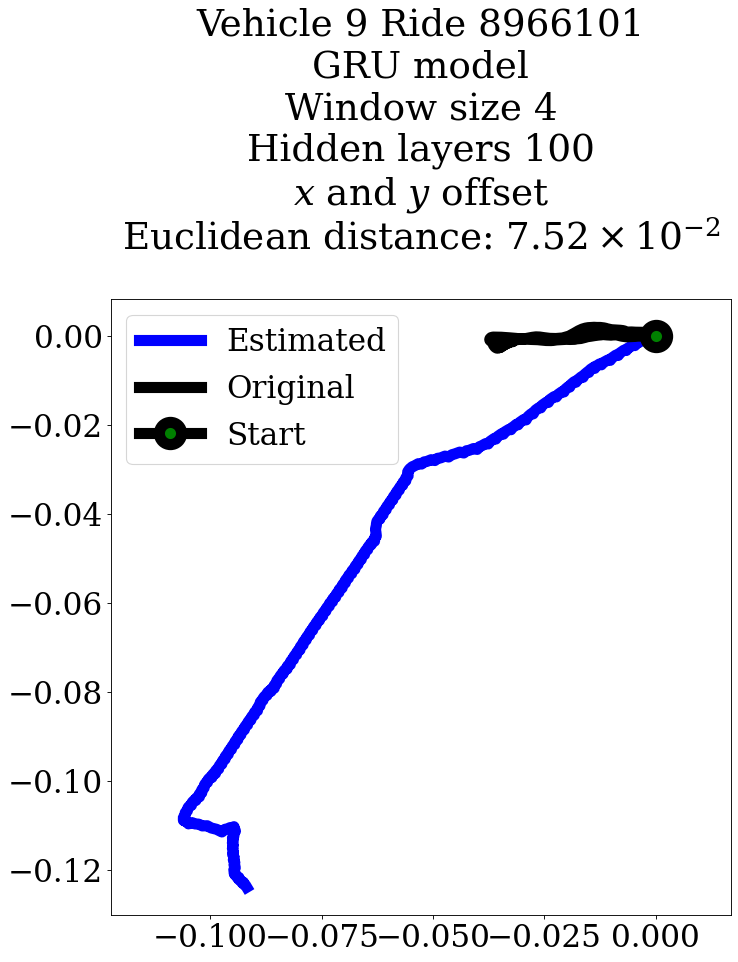 Vehicle 9 Ride 8966101
GRU model
Window size 4
Hidden layers 100
x and y offset
Euclidean distance: 7.52 × 10⁻²
Estimated
Original
Start
0.00
−0.02
−0.04
−0.06
−0.08
−0.10
−0.12
−0.100 −0.075 −0.050 −0.025 0.000